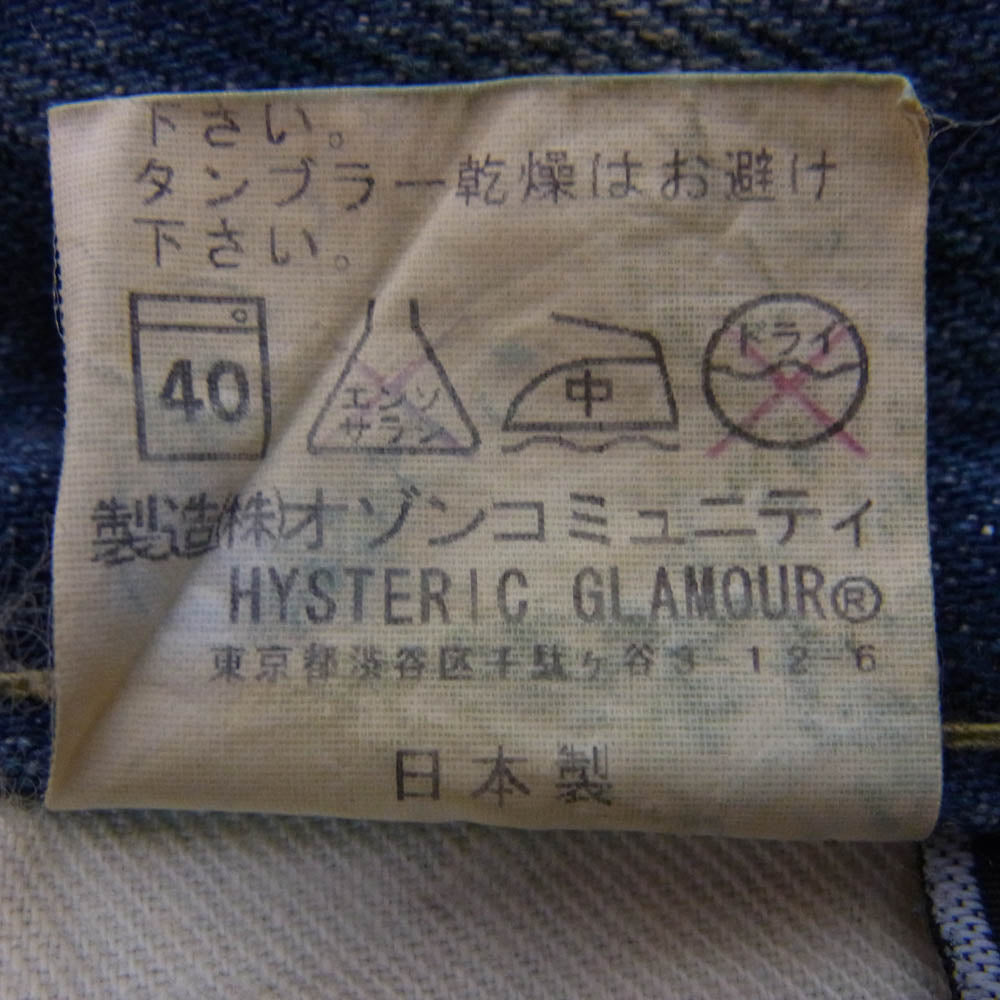 下さい。
タンブラー乾燥はお避け
下さい。
40 エンソ サラシ 中 ドライ
製造(株)オゾンコミュニティ
HYSTERIC GLAMOUR®
東京都渋谷区千駄ヶ谷3-12-6
日本製